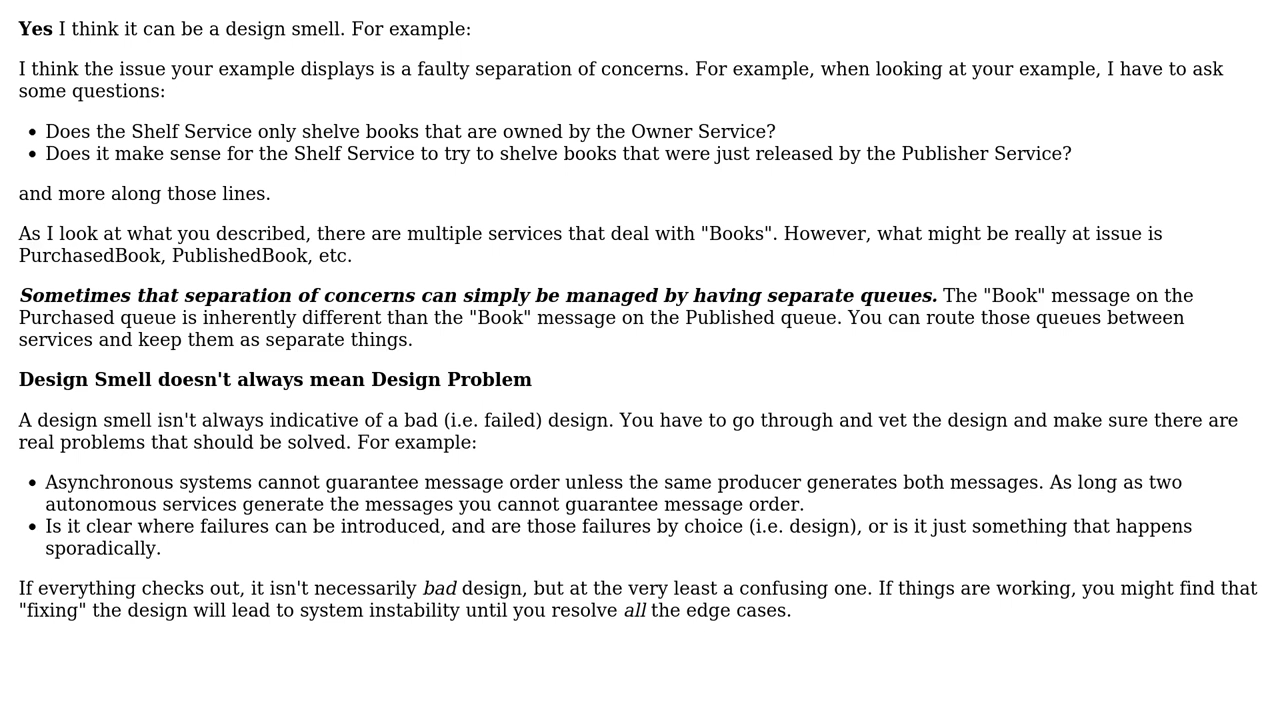 Yes I think it can be a design smell. For example:
I think the issue your example displays is a faulty separation of concerns. For example, when looking at your example, I have to ask
some questions:
• Does the Shelf Service only shelve books that are owned by the Owner Service?
• Does it make sense for the Shelf Service to try to shelve books that were just released by the Publisher Service?
and more along those lines.
As I look at what you described, there are multiple services that deal with "Books". However, what might be really at issue is
PurchasedBook, PublishedBook, etc.
Sometimes that separation of concerns can simply be managed by having separate queues. The "Book" message on the
Purchased queue is inherently different than the "Book" message on the Published queue. You can route those queues between
services and keep them as separate things.
Design Smell doesn't always mean Design Problem
A design smell isn't always indicative of a bad (i.e. failed) design. You have to go through and vet the design and make sure there are
real problems that should be solved. For example:
• Asynchronous systems cannot guarantee message order unless the same producer generates both messages. As long as two
autonomous services generate the messages you cannot guarantee message order.
• Is it clear where failures can be introduced, and are those failures by choice (i.e. design), or is it just something that happens
sporadically.
If everything checks out, it isn't necessarily bad design, but at the very least a confusing one. If things are working, you might find that
"fixing" the design will lead to system instability until you resolve all the edge cases.